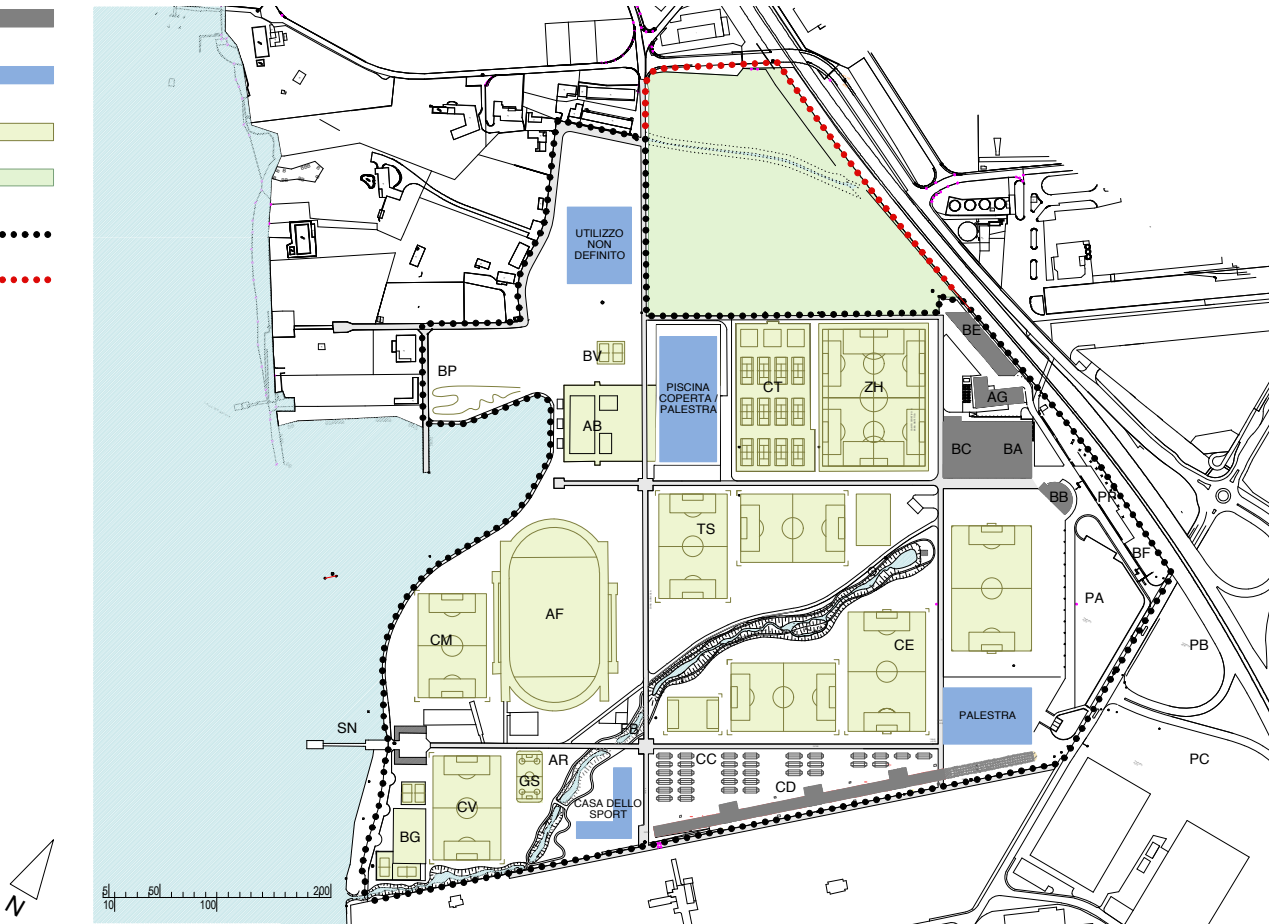 UTILIZZO
NON
DEFINITO
BE
BV
BP
PISCINA
COPERTA /
PALESTRA
CT
ZH
AG
AB
BC
BA
BB
PR
TS
BF
PA
AF
CM
CE
PB
PALESTRA
SN
PB
AR
CC
PC
GS
CD
CV
CASA DELLO
SPORT
BG
5 50 200
10 100
N